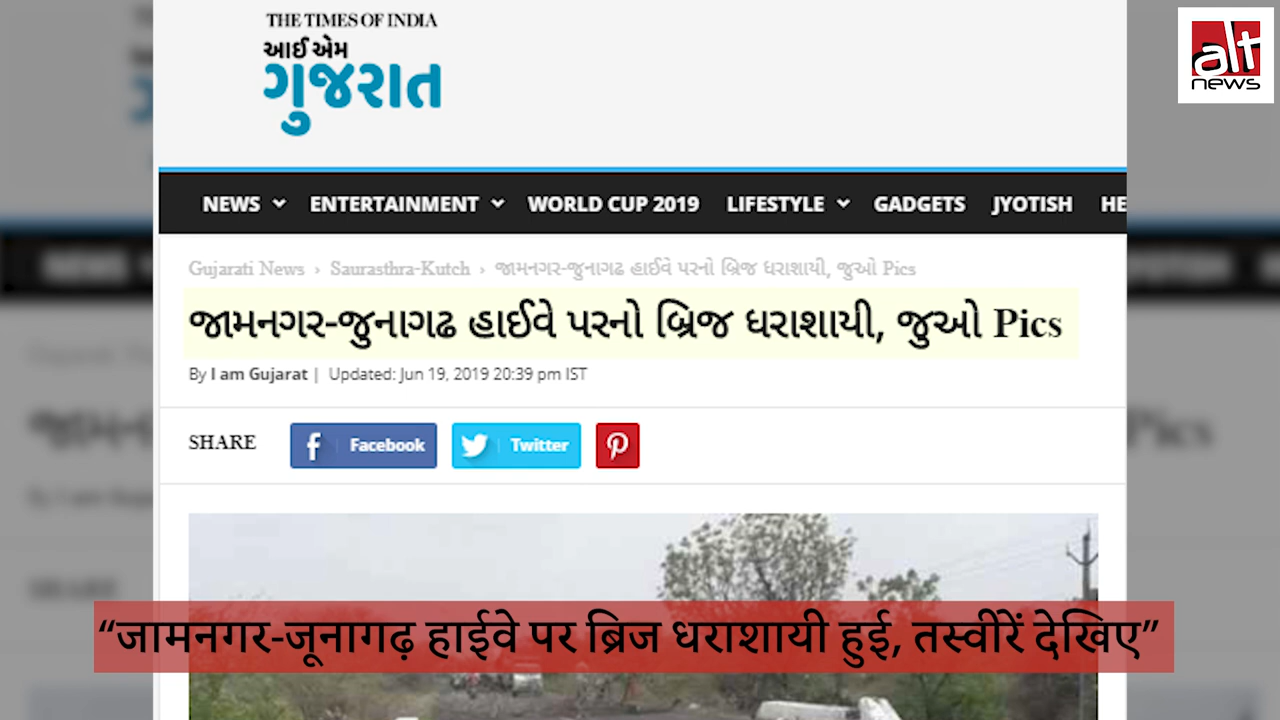 THE TIMES OF INDIA
આઈ એમ
ગુજરાત
alt
news
NEWS ENTERTAINMENT WORLD CUP 2019 LIFESTYLE GADGETS JYOTISH HE
Gujarati News › Saurasthra-Kutch › જામનગર-જુનાગઢ હાઈવે પરનો બ્રિજ ધરાશાયી, જુઓ Pics
જામનગર-જુનાગઢ હાઈવે પરનો બ્રિજ ધરાશાયી, જુઓ Pics
By I am Gujarat | Updated: Jun 19, 2019 20:39 pm IST
SHARE Facebook Twitter
“जामनगर-जूनागढ़ हाईवे पर ब्रिज धराशायी हुई, तस्वीरें देखिए”